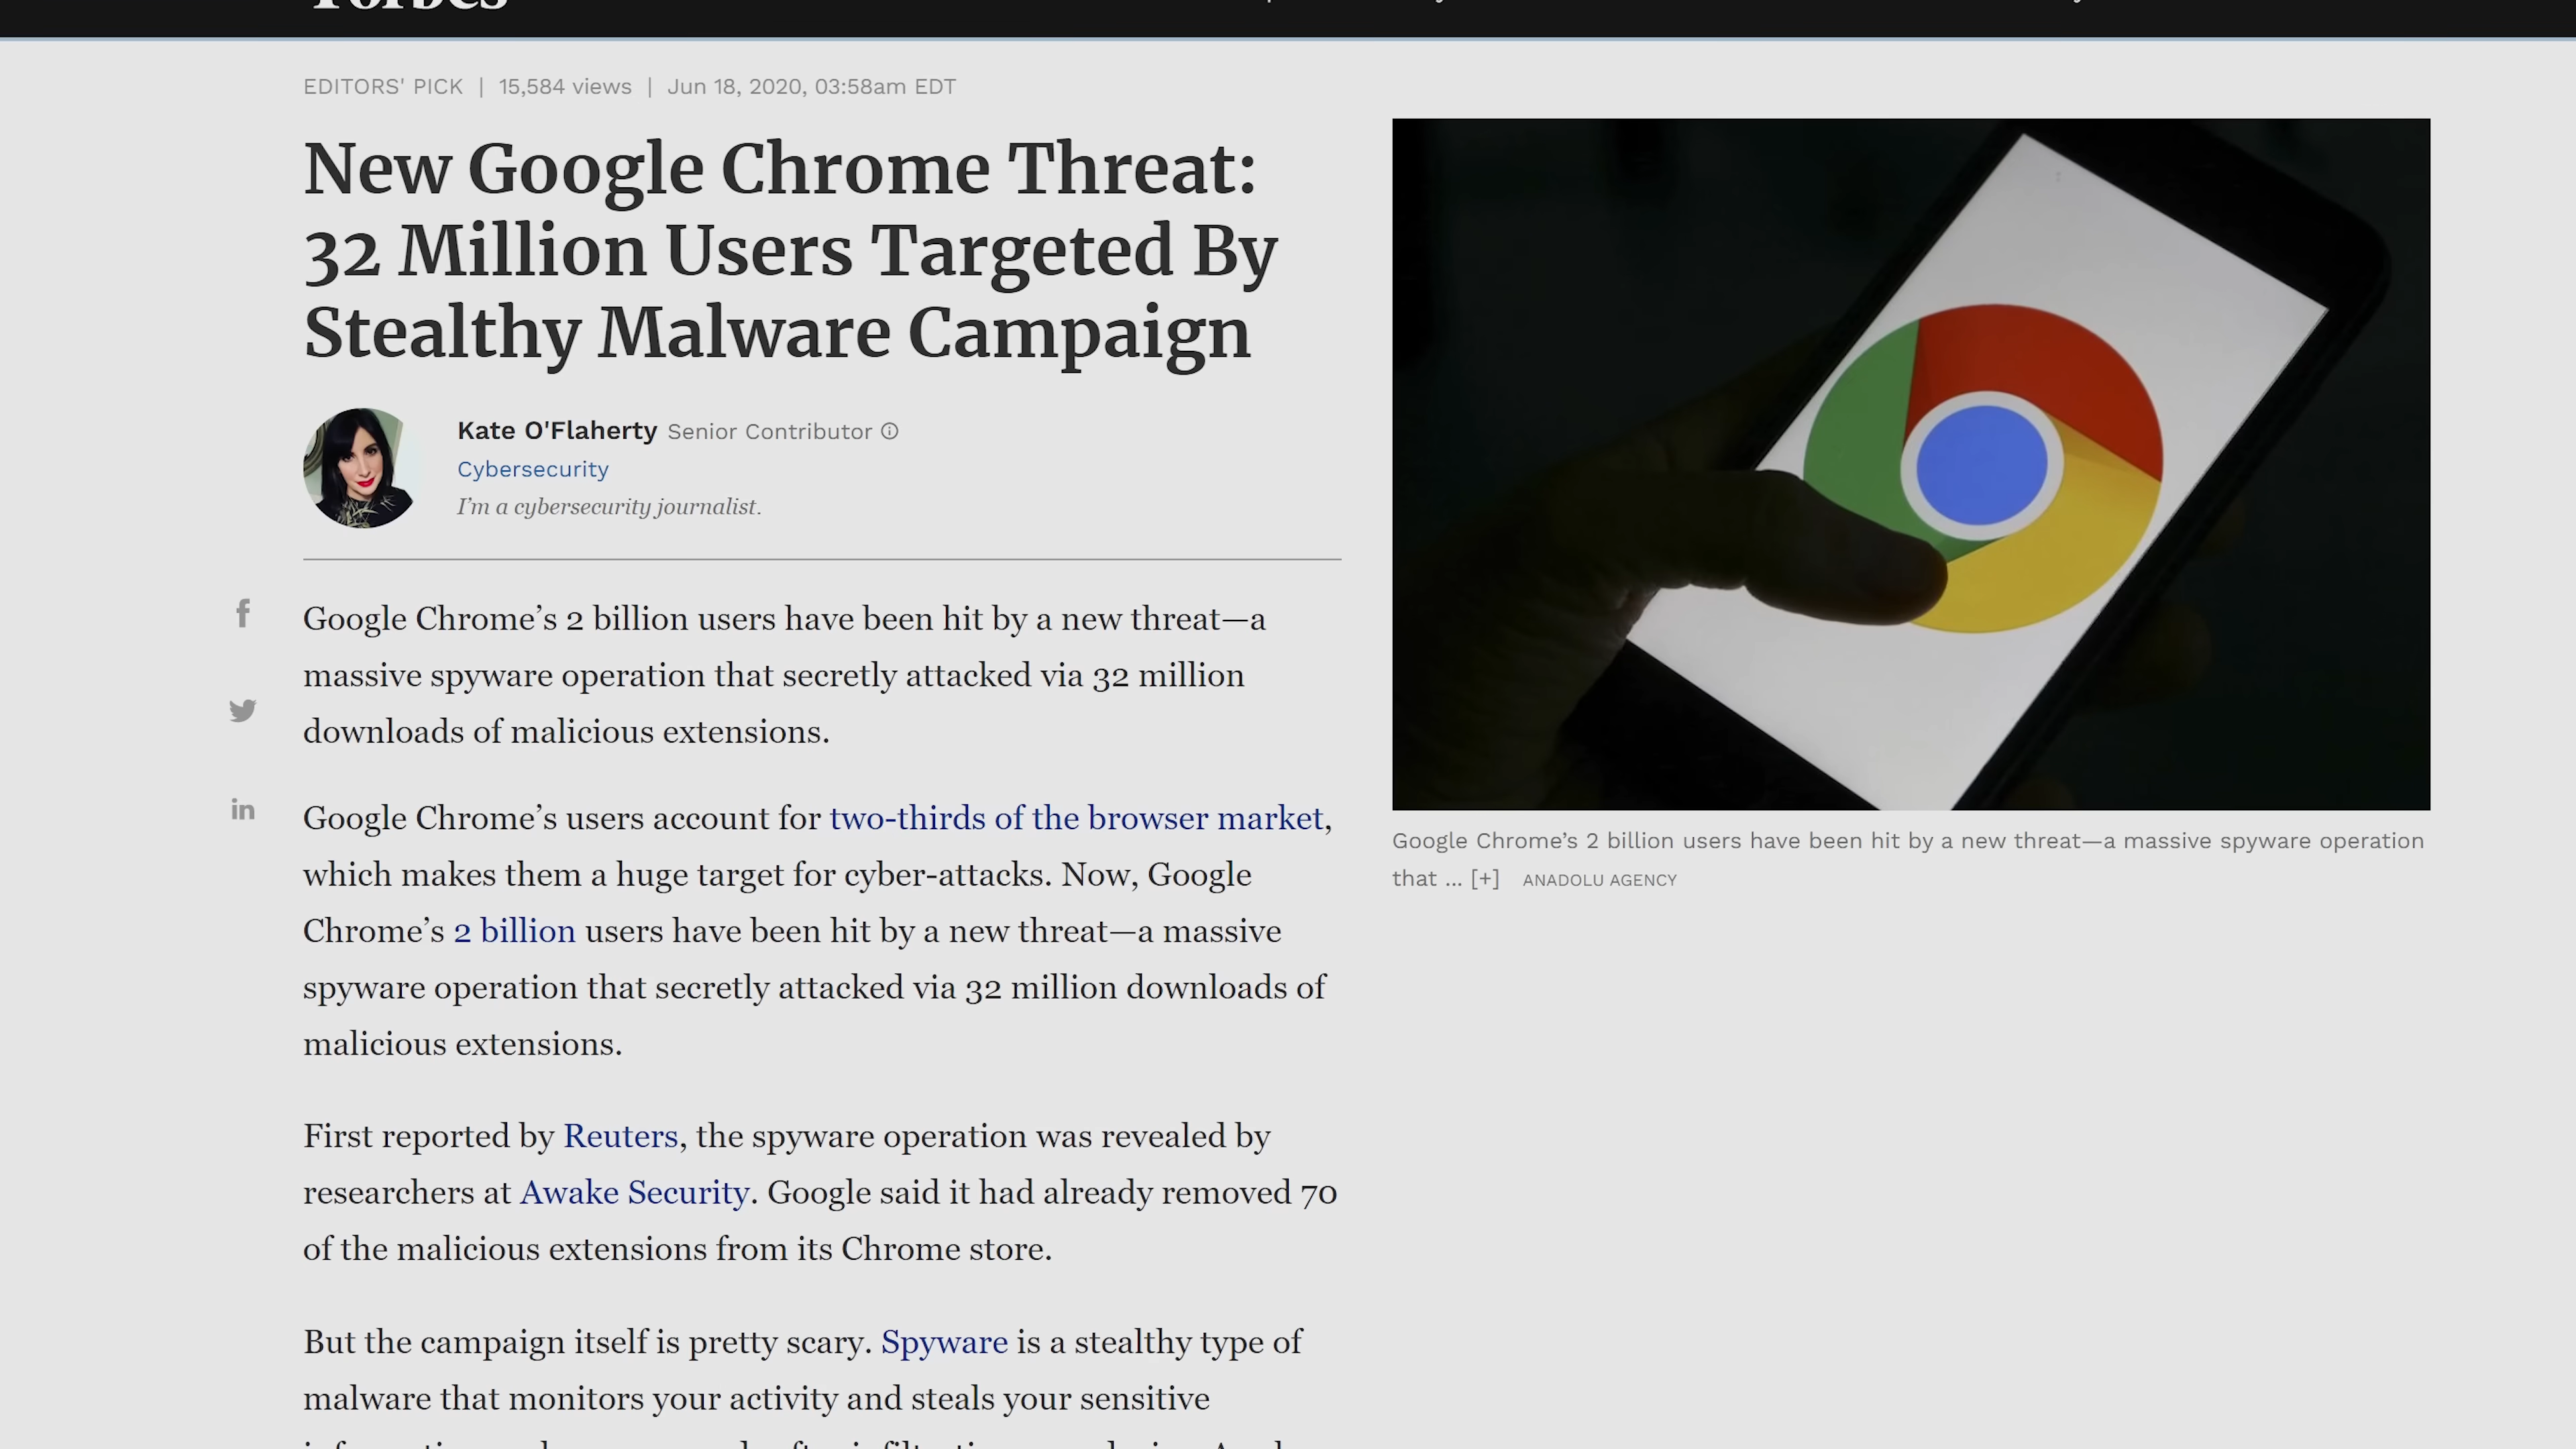 Forbes
EDITORS' PICK | 15,584 views | Jun 18, 2020, 03:58am EDT
New Google Chrome Threat:
32 Million Users Targeted By
Stealthy Malware Campaign
Kate O'Flaherty Senior Contributor
Cybersecurity
I'm a cybersecurity journalist.
Google Chrome’s 2 billion users have been hit by a new threat—a
massive spyware operation that secretly attacked via 32 million
downloads of malicious extensions.
Google Chrome’s users account for two-thirds of the browser market,
which makes them a huge target for cyber-attacks. Now, Google
Chrome’s 2 billion users have been hit by a new threat—a massive
spyware operation that secretly attacked via 32 million downloads of
malicious extensions.
First reported by Reuters, the spyware operation was revealed by
researchers at Awake Security. Google said it had already removed 70
of the malicious extensions from its Chrome store.
But the campaign itself is pretty scary. Spyware is a stealthy type of
malware that monitors your activity and steals your sensitive
Google Chrome’s 2 billion users have been hit by a new threat—a massive spyware operation
that ... [+] ANADOLU AGENCY